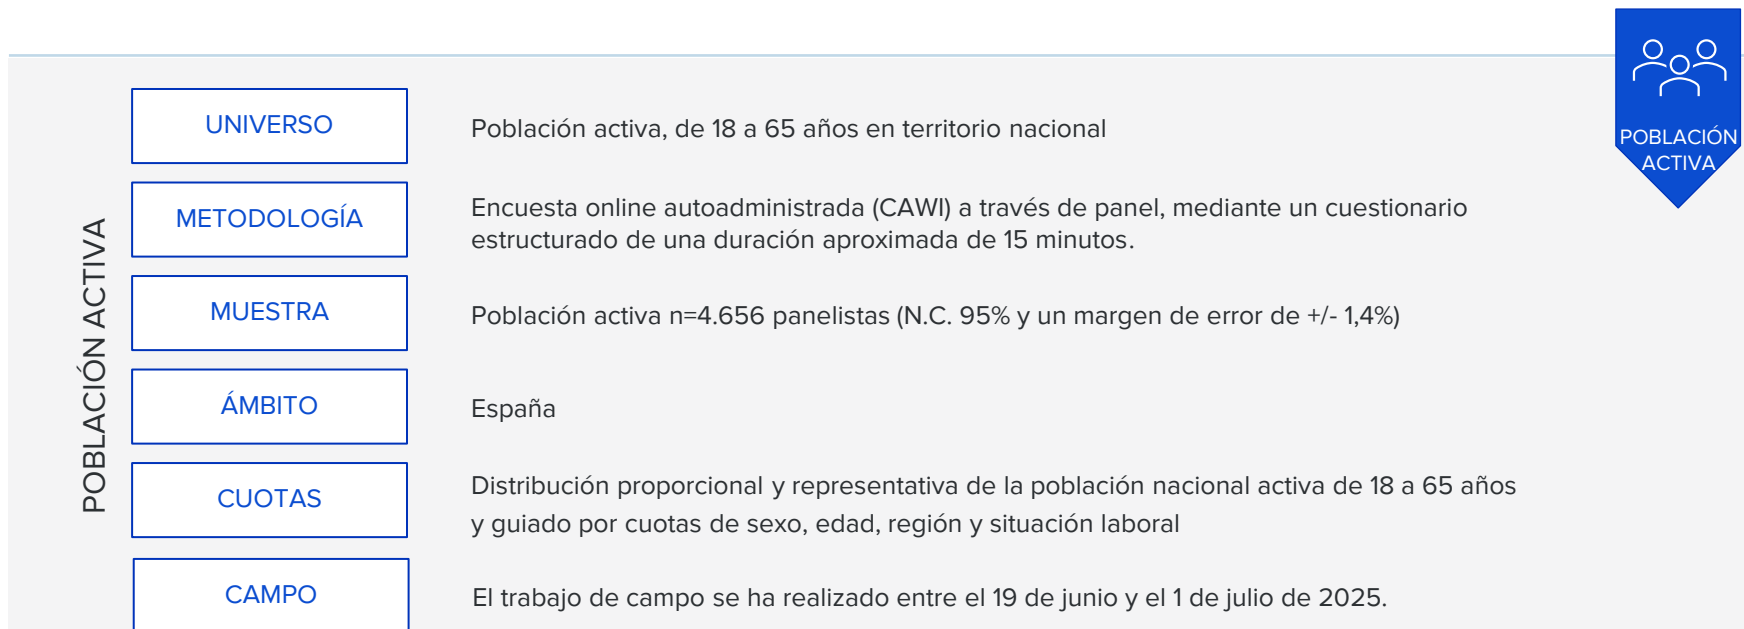 POBLACIÓN
ACTIVA
POBLACIÓN ACTIVA
UNIVERSO
Población activa, de 18 a 65 años en territorio nacional
METODOLOGÍA
Encuesta online autoadministrada (CAWI) a través de panel, mediante un cuestionario
estructurado de una duración aproximada de 15 minutos.
MUESTRA
Población activa n=4.656 panelistas (N.C. 95% y un margen de error de +/- 1,4%)
ÁMBITO
España
CUOTAS
Distribución proporcional y representativa de la población nacional activa de 18 a 65 años
y guiado por cuotas de sexo, edad, región y situación laboral
CAMPO
El trabajo de campo se ha realizado entre el 19 de junio y el 1 de julio de 2025.